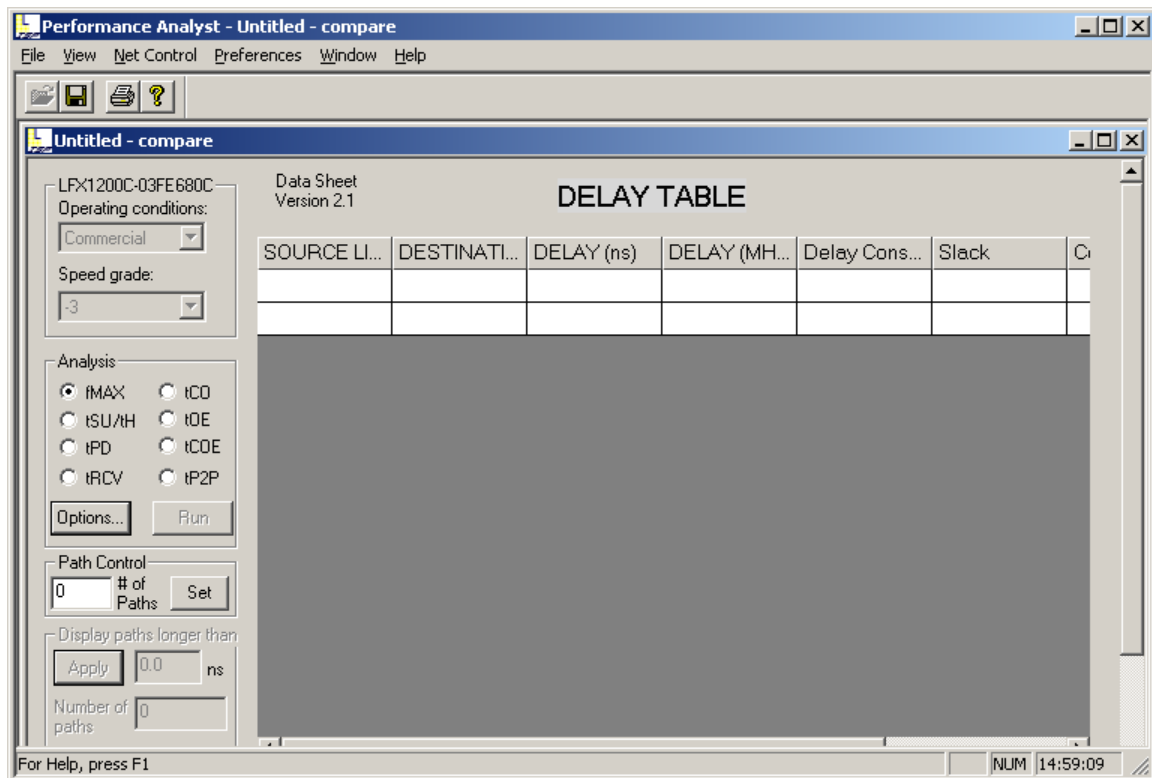 Performance Analyst - Untitled - compare
File View Net Control Preferences Window Help
Untitled - compare
LFX1200C-03FE680C
Operating conditions:
Commercial
Speed grade:
-3
Analysis
fMAX tCO
tSU/tH tOE
tPD tCOE
tRCV tP2P
Options... Run
Path Control
0 # of Paths Set
Display paths longer than
Apply 0.0 ns
Number of paths 0
Data Sheet
Version 2.1
DELAY TABLE
SOURCE LI... DESTINATI... DELAY (ns) DELAY (MH... Delay Cons... Slack
For Help, press F1 NUM 14:59:09